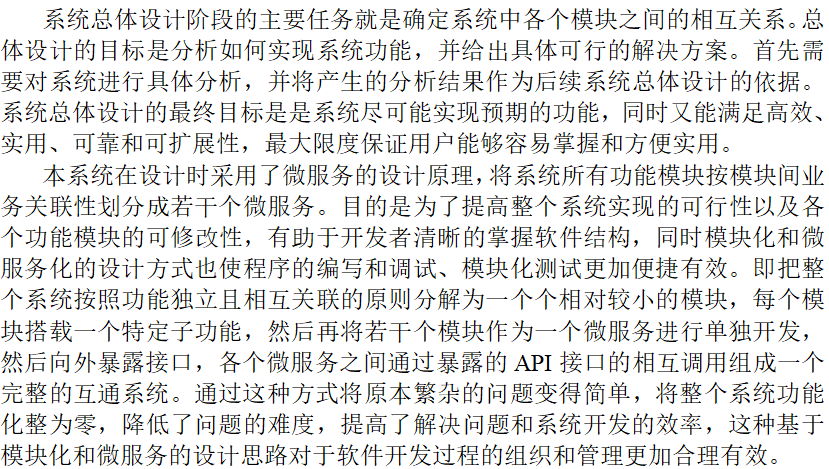 系统总体设计阶段的主要任务就是确定系统中各个模块之间的相互关系。总
体设计的目标是分析如何实现系统功能，并给出具体可行的解决方案。首先需
要对系统进行具体分析，并将产生的分析结果作为后续系统总体设计的依据。
系统总体设计的最终目标是是系统尽可能实现预期的功能，同时又能满足高效、
实用、可靠和可扩展性，最大限度保证用户能够容易掌握和方便实用。
本系统在设计时采用了微服务的设计原理，将系统所有功能模块按模块间业
务关联性划分成若干个微服务。目的是为了提高整个系统实现的可行性以及各
个功能模块的可修改性，有助于开发者清晰的掌握软件结构，同时模块化和微
服务化的设计方式也使程序的编写和调试、模块化测试更加便捷有效。即把整
个系统按照功能独立且相互关联的原则分解为一个个相对较小的模块，每个模
块搭载一个特定子功能，然后再将若干个模块作为一个微服务进行单独开发，
然后向外暴露接口，各个微服务之间通过暴露的 API 接口的相互调用组成一个
完整的互通系统。通过这种方式将原本繁杂的问题变得简单，将整个系统功能
化整为零，降低了问题的难度，提高了解决问题和系统开发的效率，这种基于
模块化和微服务的设计思路对于软件开发过程的组织和管理更加合理有效。